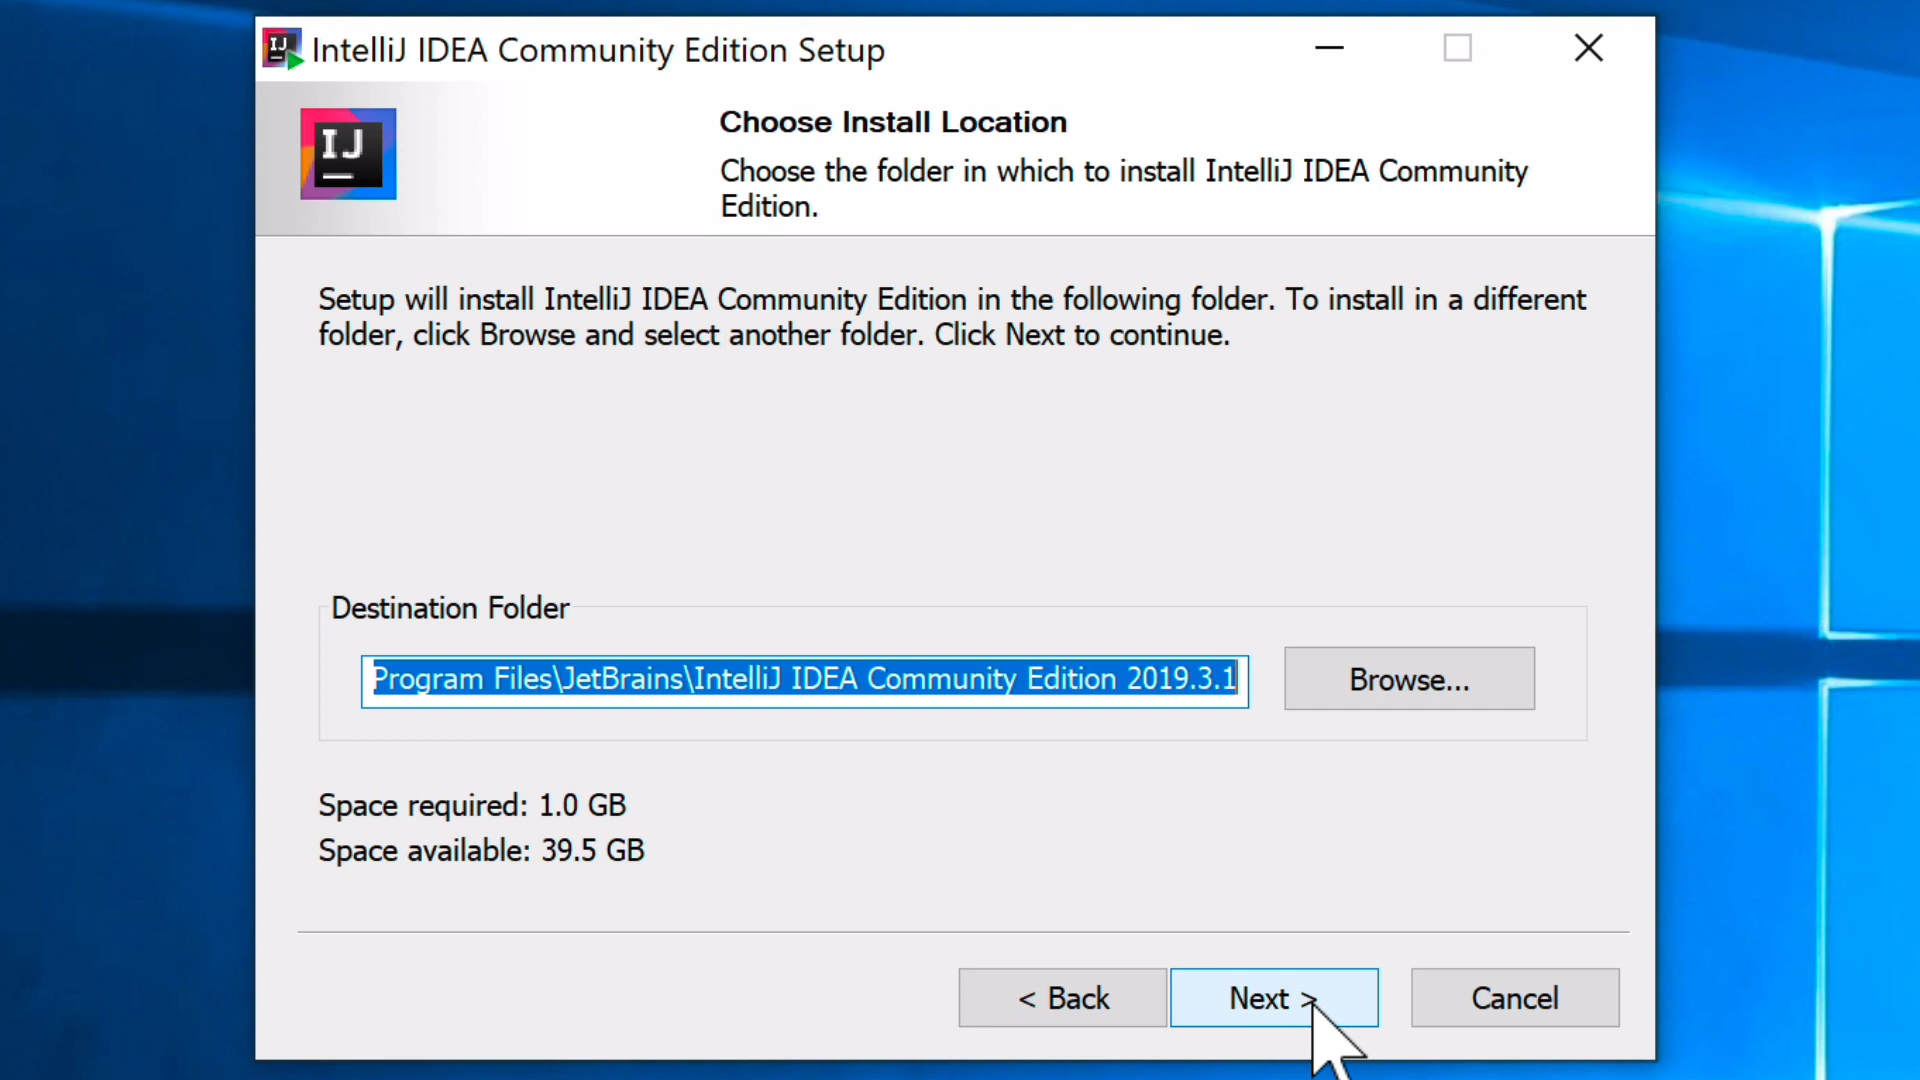 IntelliJ IDEA Community Edition Setup
IJ
Choose Install Location
Choose the folder in which to install IntelliJ IDEA Community
Edition.
Setup will install IntelliJ IDEA Community Edition in the following folder. To install in a different
folder, click Browse and select another folder. Click Next to continue.
Destination Folder
Program Files\JetBrains\IntelliJ IDEA Community Edition 2019.3.1
Browse...
Space required: 1.0 GB
Space available: 39.5 GB
< Back
Next >
Cancel